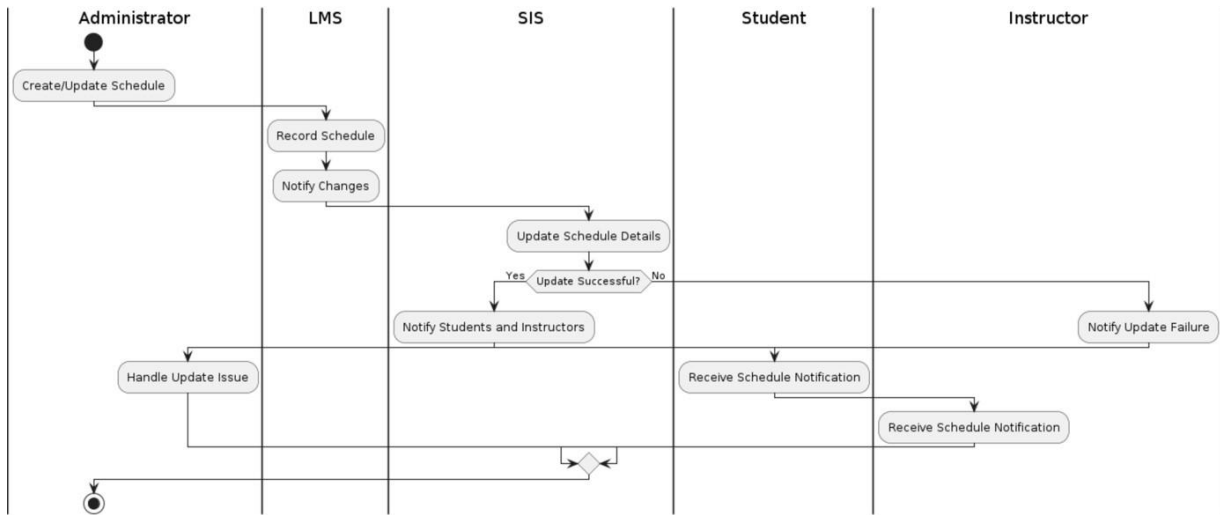 Administrator
LMS
SIS
Student
Instructor
Create/Update Schedule
Record Schedule
Notify Changes
Update Schedule Details
Yes
Update Successful?
No
Notify Students and Instructors
Notify Update Failure
Handle Update Issue
Receive Schedule Notification
Receive Schedule Notification